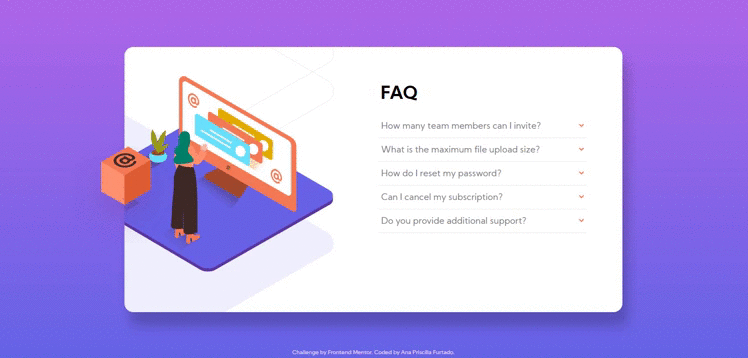 FAQ
How many team members can I invite?
What is the maximum file upload size?
How do I reset my password?
Can I cancel my subscription?
Do you provide additional support?
@
@
@
Challenge by Frontend Mentor. Coded by Ana Priscilla Furtado.